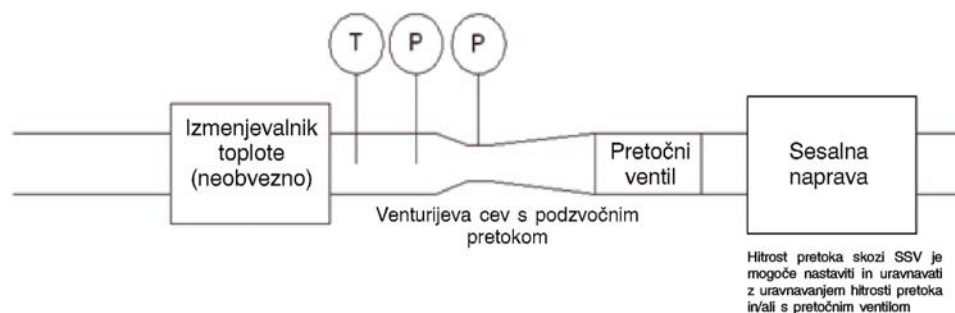 T
P
P
Izmenjevalnik
toplote
(neobvezno)
Pretočni
ventil
Sesalna
naprava
Venturijeva cev s podzvočnim
pretokom
Hitrost pretoka skozi SSV je
mogoče nastaviti in uravnavati
z uravnavanjem hitrosti pretoka
in/ali s pretočnim ventilom